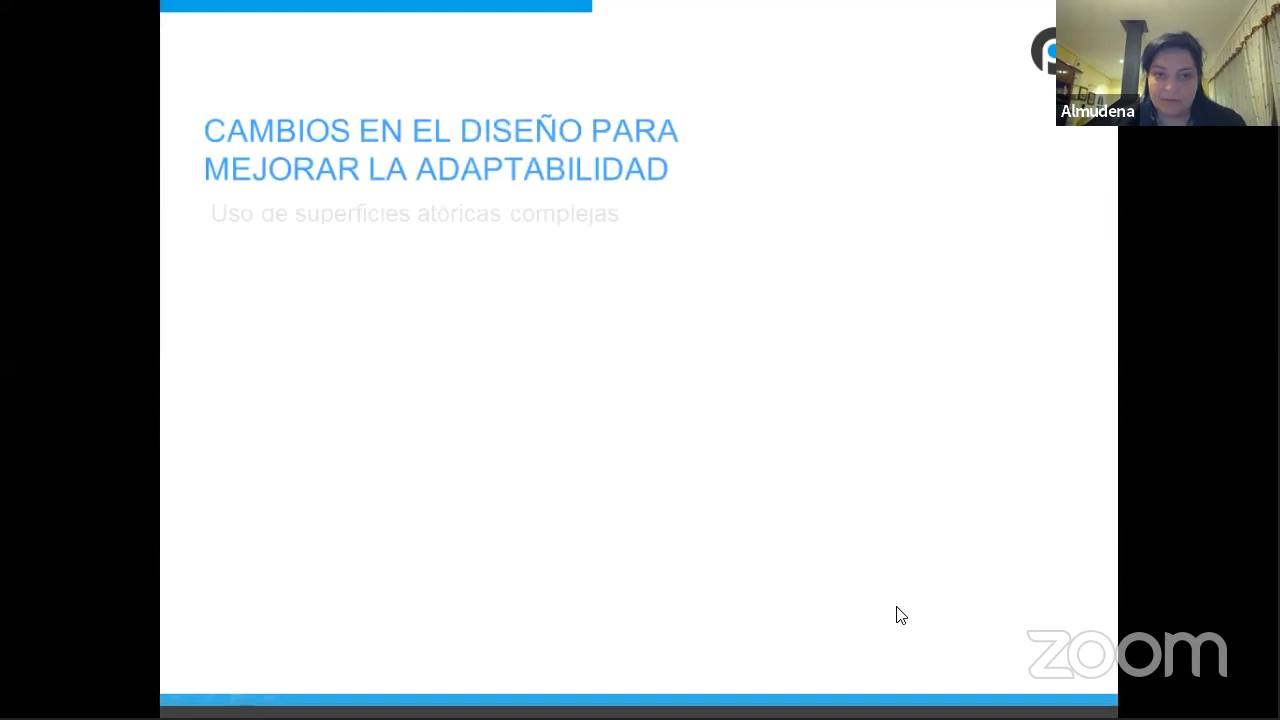 CAMBIOS EN EL DISEÑO PARA
MEJORAR LA ADAPTABILIDAD
Uso de superficies atóricas complejas
Almudena
zoom